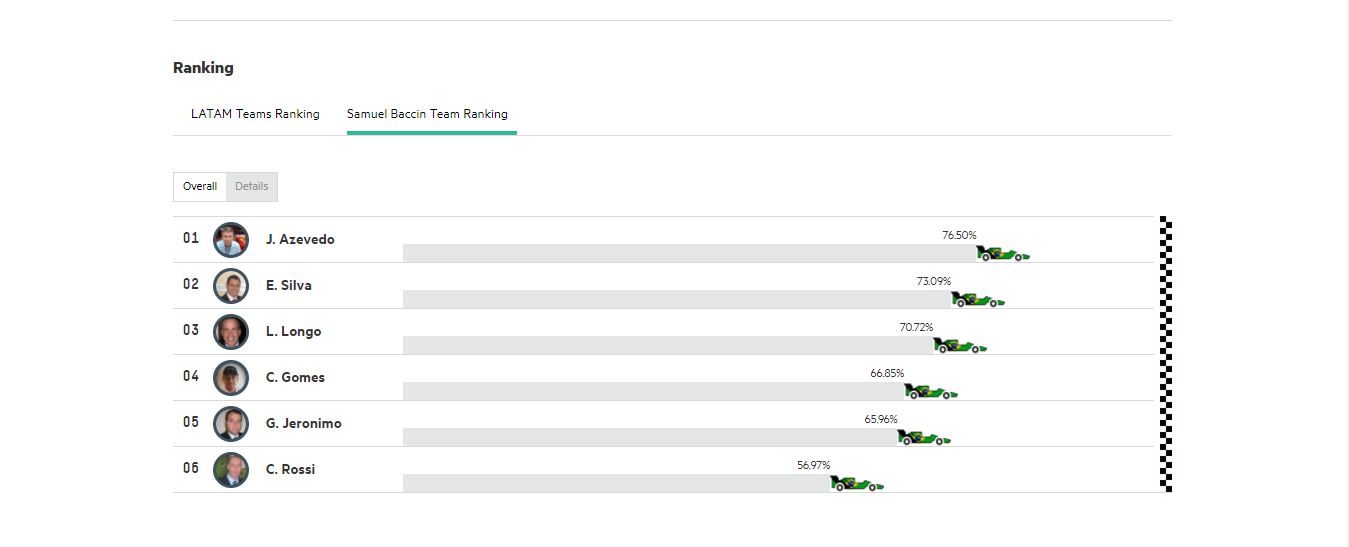 Ranking
LATAM Teams Ranking Samuel Baccin Team Ranking
Overall Details
01 J. Azevedo 76.50%
02 E. Silva 73.09%
03 L. Longo 70.72%
04 C. Gomes 66.85%
05 G. Jeronimo 65.96%
06 C. Rossi 56.97%